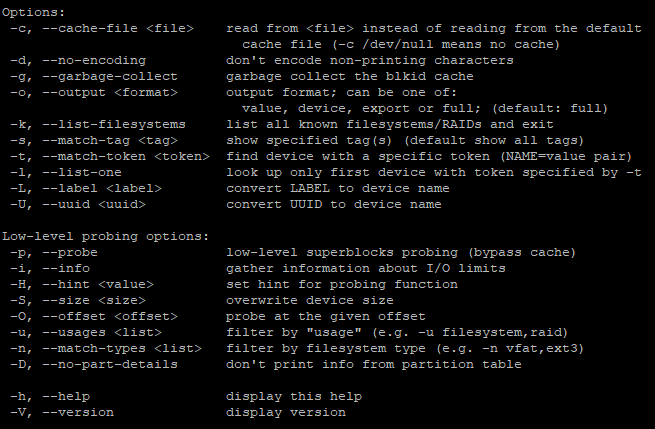 Options:
 -c, --cache-file <file>    read from <file> instead of reading from the default
                              cache file (-c /dev/null means no cache)
 -d, --no-encoding          don't encode non-printing characters
 -g, --garbage-collect      garbage collect the blkid cache
 -o, --output <format>      output format; can be one of:
                              value, device, export or full; (default: full)
 -k, --list-filesystems     list all known filesystems/RAIDs and exit
 -s, --match-tag <tag>      show specified tag(s) (default show all tags)
 -t, --match-token <token>  find device with a specific token (NAME=value pair)
 -l, --list-one             look up only first device with token specified by -t
 -L, --label <label>        convert LABEL to device name
 -U, --uuid <uuid>          convert UUID to device name

Low-level probing options:
 -p, --probe                low-level superblocks probing (bypass cache)
 -i, --info                 gather information about I/O limits
 -H, --hint <value>         set hint for probing function
 -S, --size <size>          overwrite device size
 -O, --offset <offset>      probe at the given offset
 -u, --usages <list>        filter by "usage" (e.g. -u filesystem,raid)
 -n, --match-types <list>   filter by filesystem type (e.g. -n vfat,ext3)
 -D, --no-part-details      don't print info from partition table

 -h, --help                 display this help
 -V, --version              display version